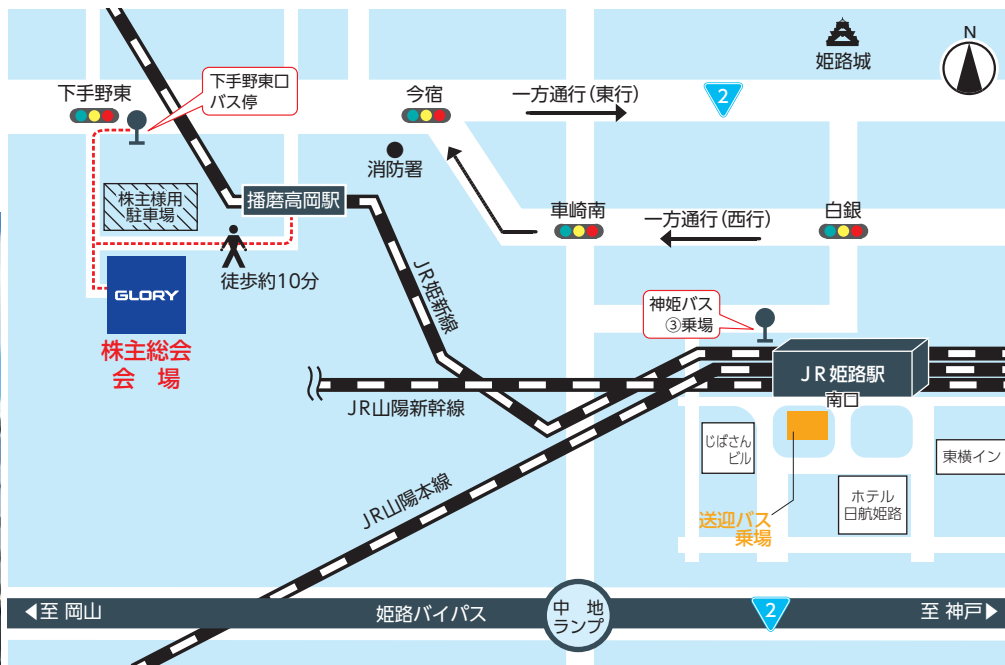 N
姫路城
下手野東
下手野東口
バス停
今宿
一方通行(東行)
2
消防署
株主様用
駐車場
播磨高岡駅
車崎南
一方通行(西行)
白銀
徒歩約10分
GLORY
株主総会
会 場
JR姫新線
神姫バス
③乗場
JR姫路駅
南口
JR山陽新幹線
じばさん
ビル
東横イン
ホテル
日航姫路
JR山陽本線
送迎バス
乗場
◀至 岡山
姫路バイパス
中 地
ランプ
2
至 神戸▶